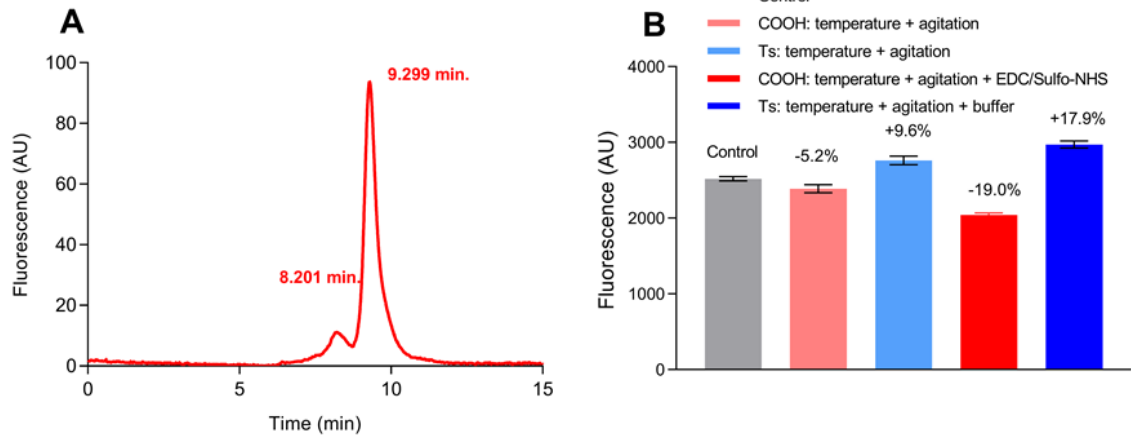 A
Fluorescence (AU)
100
80
60
40
20
0
9.299 min.
8.201 min.
0
5
10
15
Time (min)
B
COOH: temperature + agitation
Ts: temperature + agitation
COOH: temperature + agitation + EDC/Sulfo-NHS
Ts: temperature + agitation + buffer
Fluorescence (AU)
4000
3000
2000
1000
0
Control
-5.2%
+9.6%
-19.0%
+17.9%